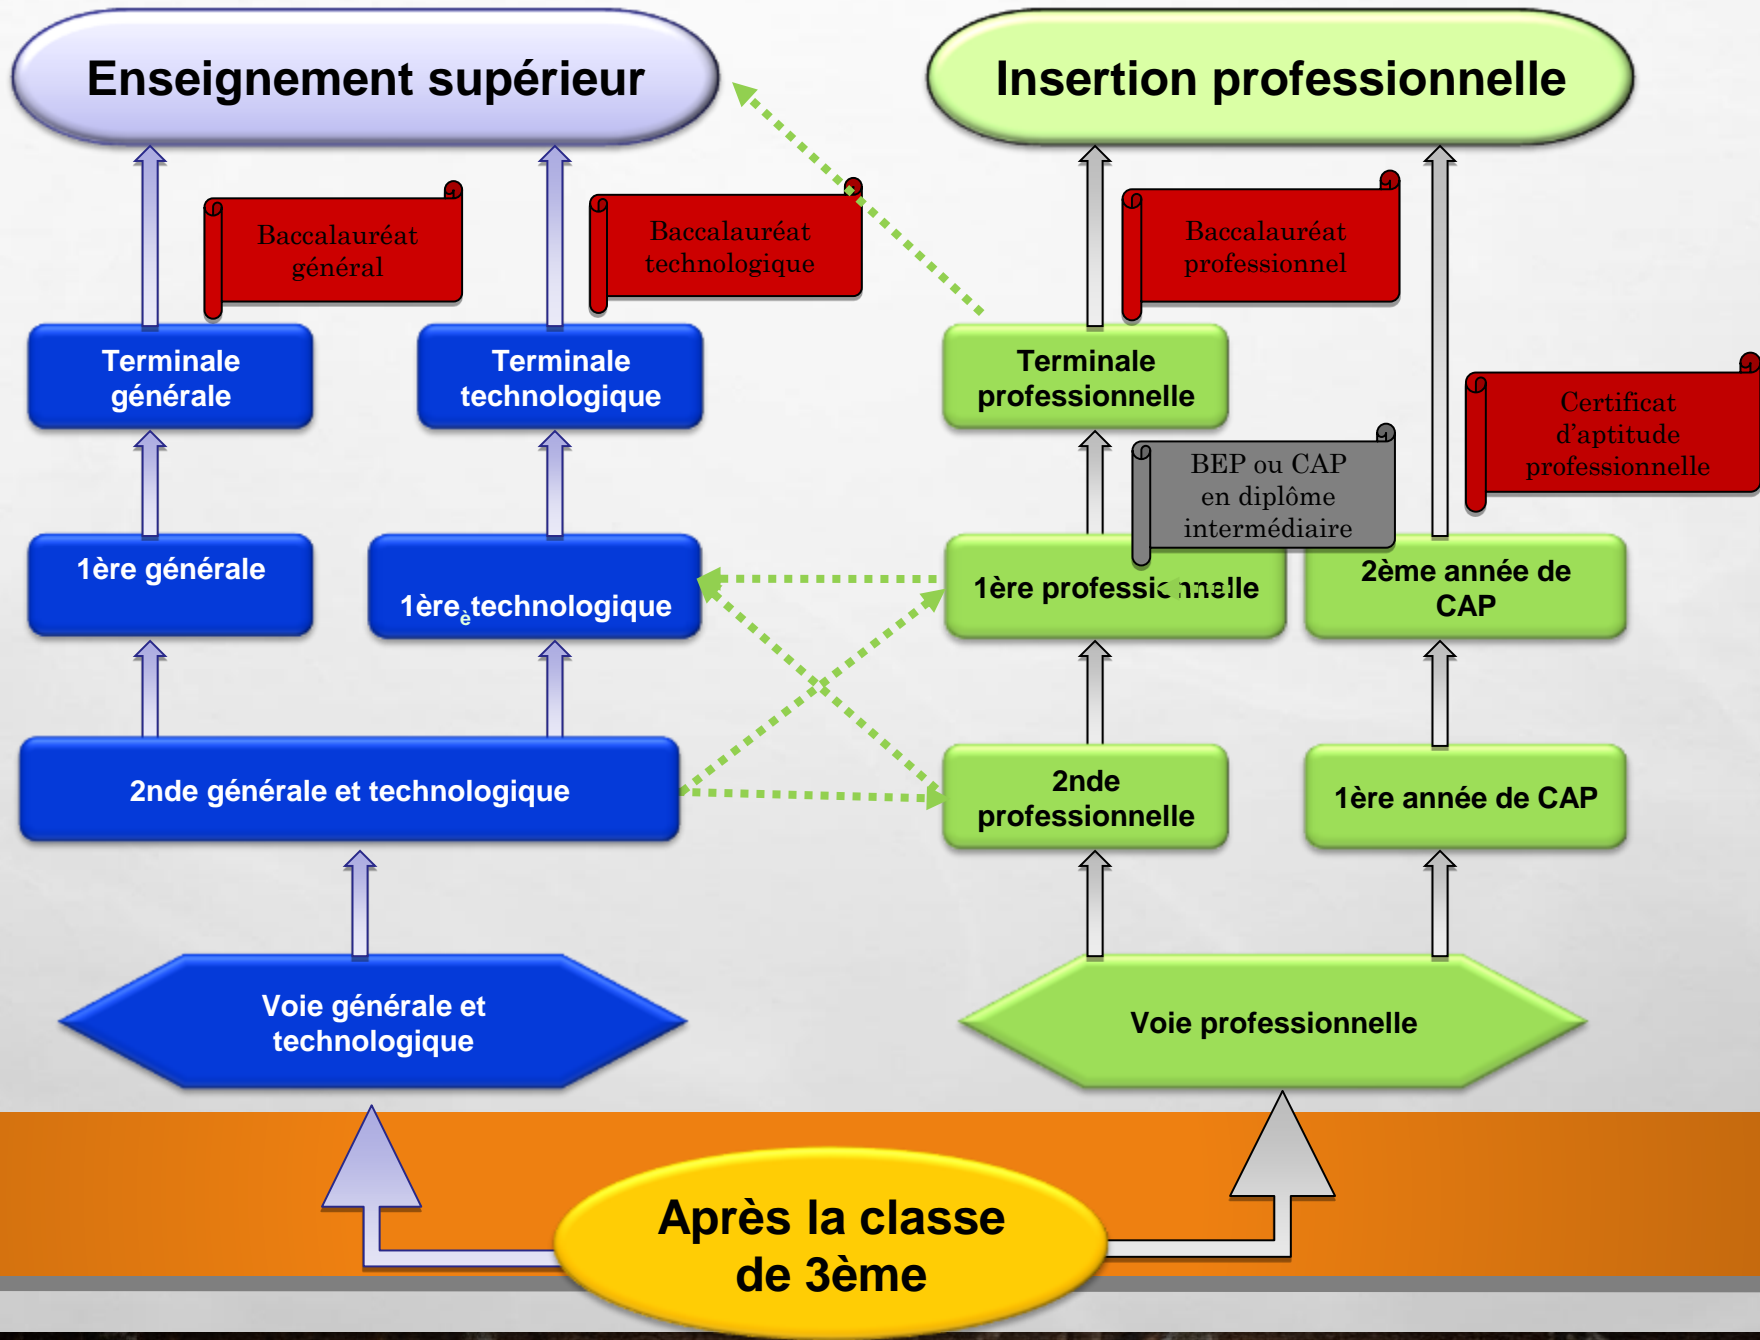 Enseignement supérieur
Insertion professionnelle
Baccalauréat
général
Baccalauréat
technologique
Baccalauréat
professionnel
Terminale
générale
Terminale
technologique
Terminale
professionnelle
Certificat
d'aptitude
professionnelle
BEP ou CAP
en diplôme
intermédiaire
1ère générale
1ère technologique
è
1ère professionnelle
2ème année de
CAP
2nde générale et technologique
2nde
professionnelle
1ère année de CAP
Voie générale et
technologique
Voie professionnelle
Après la classe
de 3ème